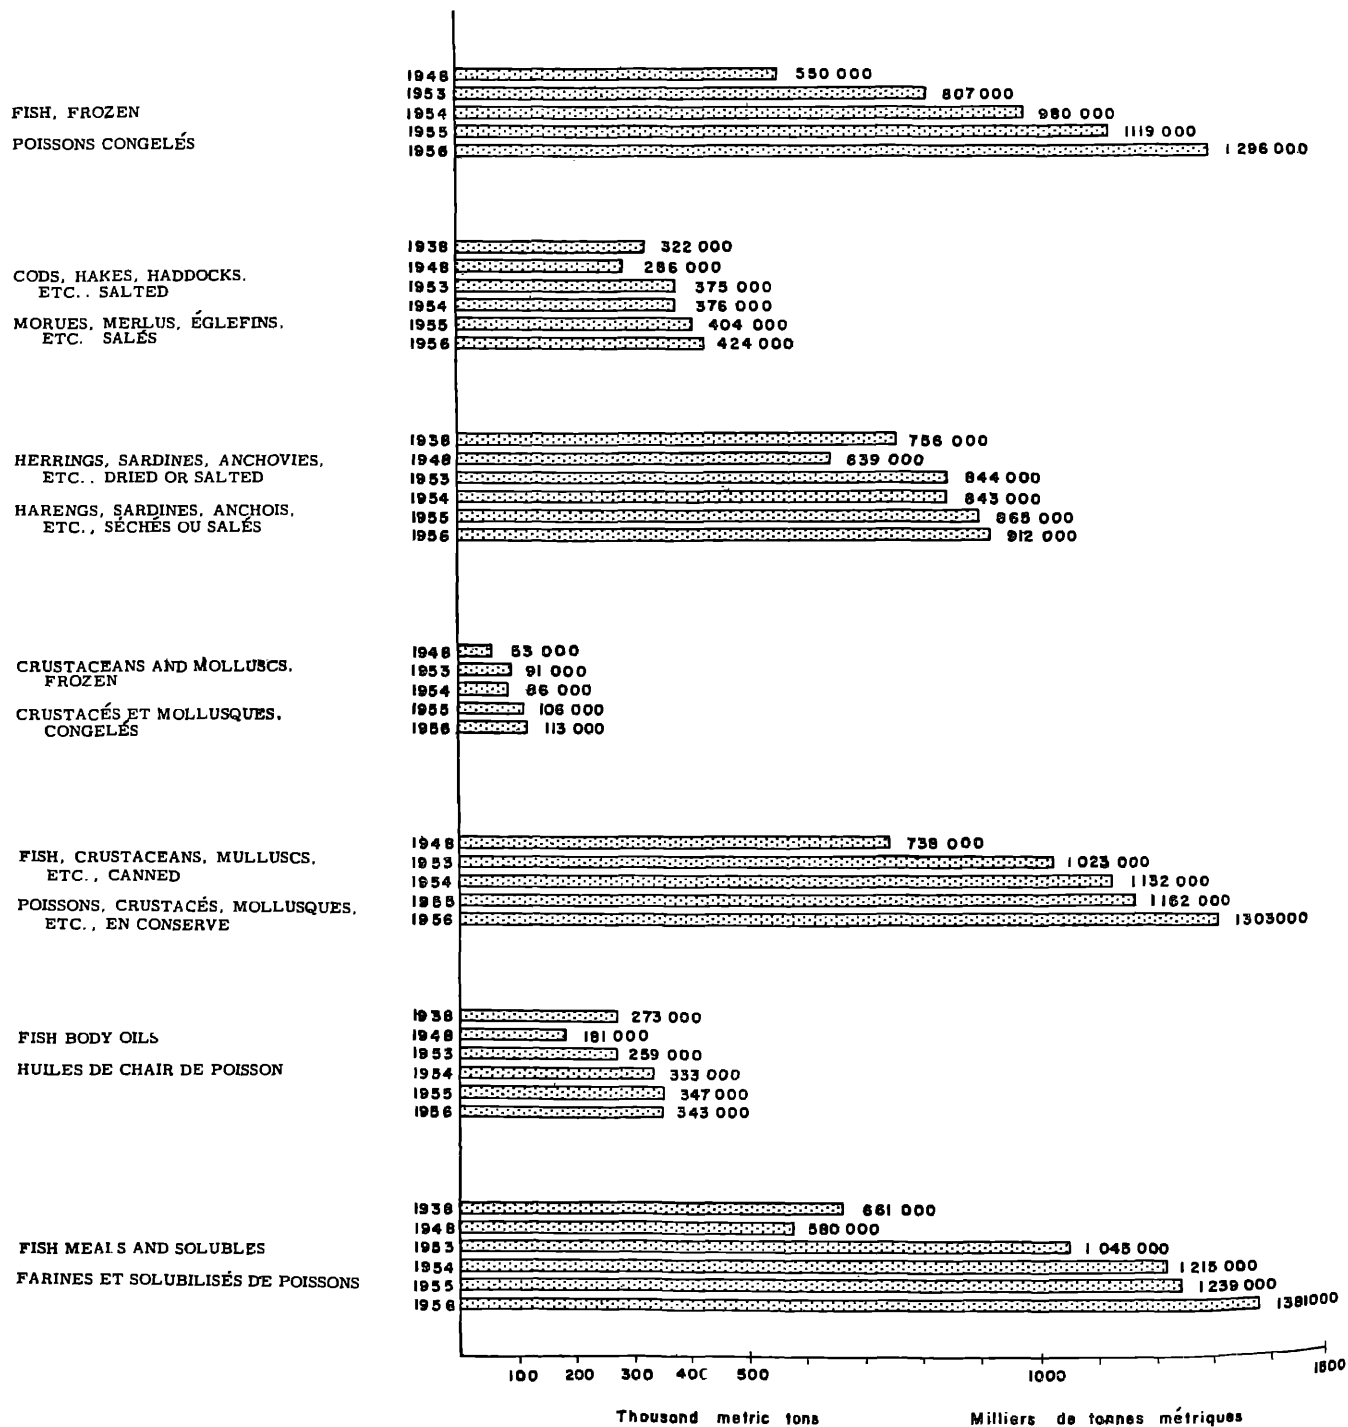 1948 550 000
1953 807 000
FISH, FROZEN
1954 980 000
1955 1119 000
POISSONS CONGELÉS
1956 1 296 000
1938 322 000
1948 286 000
CODS, HAKES, HADDOCKS.
1953 375 000
ETC.. SALTED
1954 376 000
MORUES, MERLUS, ÉGLEFINS,
1955 404 000
ETC. SALÉS
1956 424 000
1938 756 000
HERRINGS, SARDINES, ANCHOVIES,
1948 639 000
ETC.. DRIED OR SALTED
1953 844 000
1954 843 000
HARENGS, SARDINES, ANCHOIS,
1955
ETC., SÉCHÉS OU SALÉS
1956 912 000
1948 53 000
CRUSTACEANS AND MOLLUSCS,
1953 91 000
FROZEN
1954 86 000
CRUSTACÉS ET MOLLUSQUES,
1955 106 000
CONGELÉS
1956 113 000
1948 738 000
FISH, CRUSTACEANS, MULLUSCS,
1953 1 023 000
ETC., CANNED
1954 1 132 000
POISSONS, CRUSTACÉS, MOLLUSQUES,
1955 1 162 000
ETC., EN CONSERVE
1956 1303000
1938 273 000
FISH BODY OILS
1948 181 000
1953 259 000
HUILES DE CHAIR DE POISSON
1954 333 000
1955 347 000
1956 343 000
1938 661 000
1948 580 000
FISH MEALS AND SOLUBLES
1953 1 045 000
1954 1 215 000
FARINES ET SOLUBILISÉS DE POISSONS
1955 1 239 000
1956 1381000
100 200 300 400 500 1000 1500
Thousand metric tons Milliers de tonnes métriques